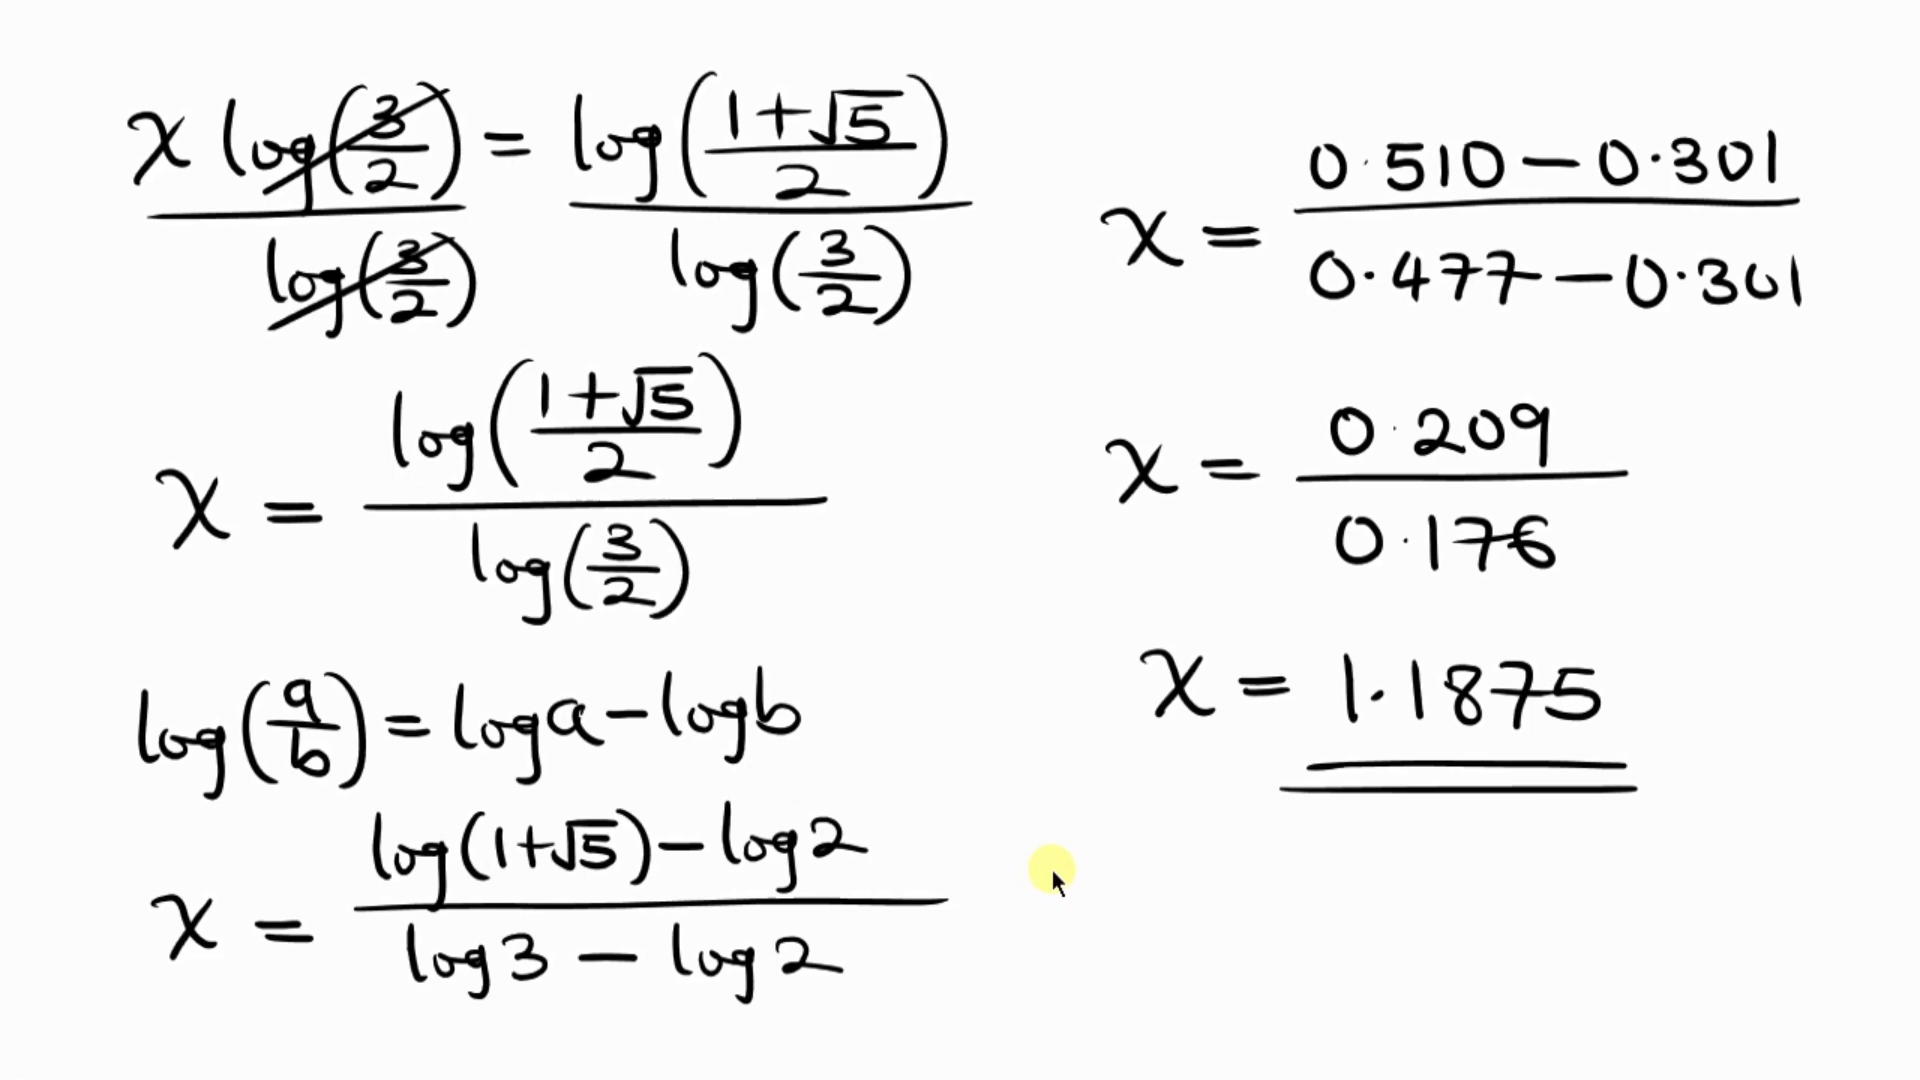 x log(3/2) / log(3/2) = log((1+√5)/2) / log(3/2)
x = log((1+√5)/2) / log(3/2)
log(a/b) = log a − log b
x = (log(1+√5) − log 2) / (log 3 − log 2)
x = (0.510 − 0.301) / (0.477 − 0.301)
x = 0.209 / 0.176
x = 1.1875